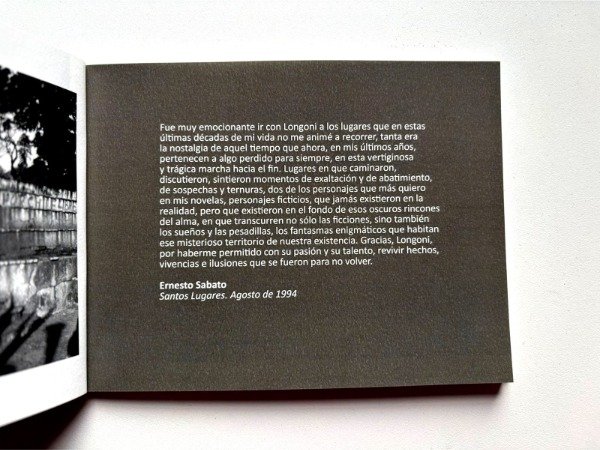 Fue muy emocionante ir con Longoni a los lugares que en estas
últimas décadas de mi vida no me animé a recorrer, tanta era
la nostalgia de aquel tiempo que ahora, en mis últimos años,
pertenecen a algo perdido para siempre, en esta vertiginosa
y trágica marcha hacia el fin. Lugares en que caminaron,
discutieron, sintieron momentos de exaltación y de abatimiento,
de sospechas y ternuras, dos de los personajes que más quiero
en mis novelas, personajes ficticios, que jamás existieron en la
realidad, pero que existieron en el fondo de esos oscuros rincones
del alma, en que transcurren no sólo las ficciones, sino también
los sueños y las pesadillas, los fantasmas enigmáticos que habitan
ese misterioso territorio de nuestra existencia. Gracias, Longoni,
por haberme permitido con su pasión y su talento, revivir hechos,
vivencias e ilusiones que se fueron para no volver.
Ernesto Sabato
Santos Lugares. Agosto de 1994